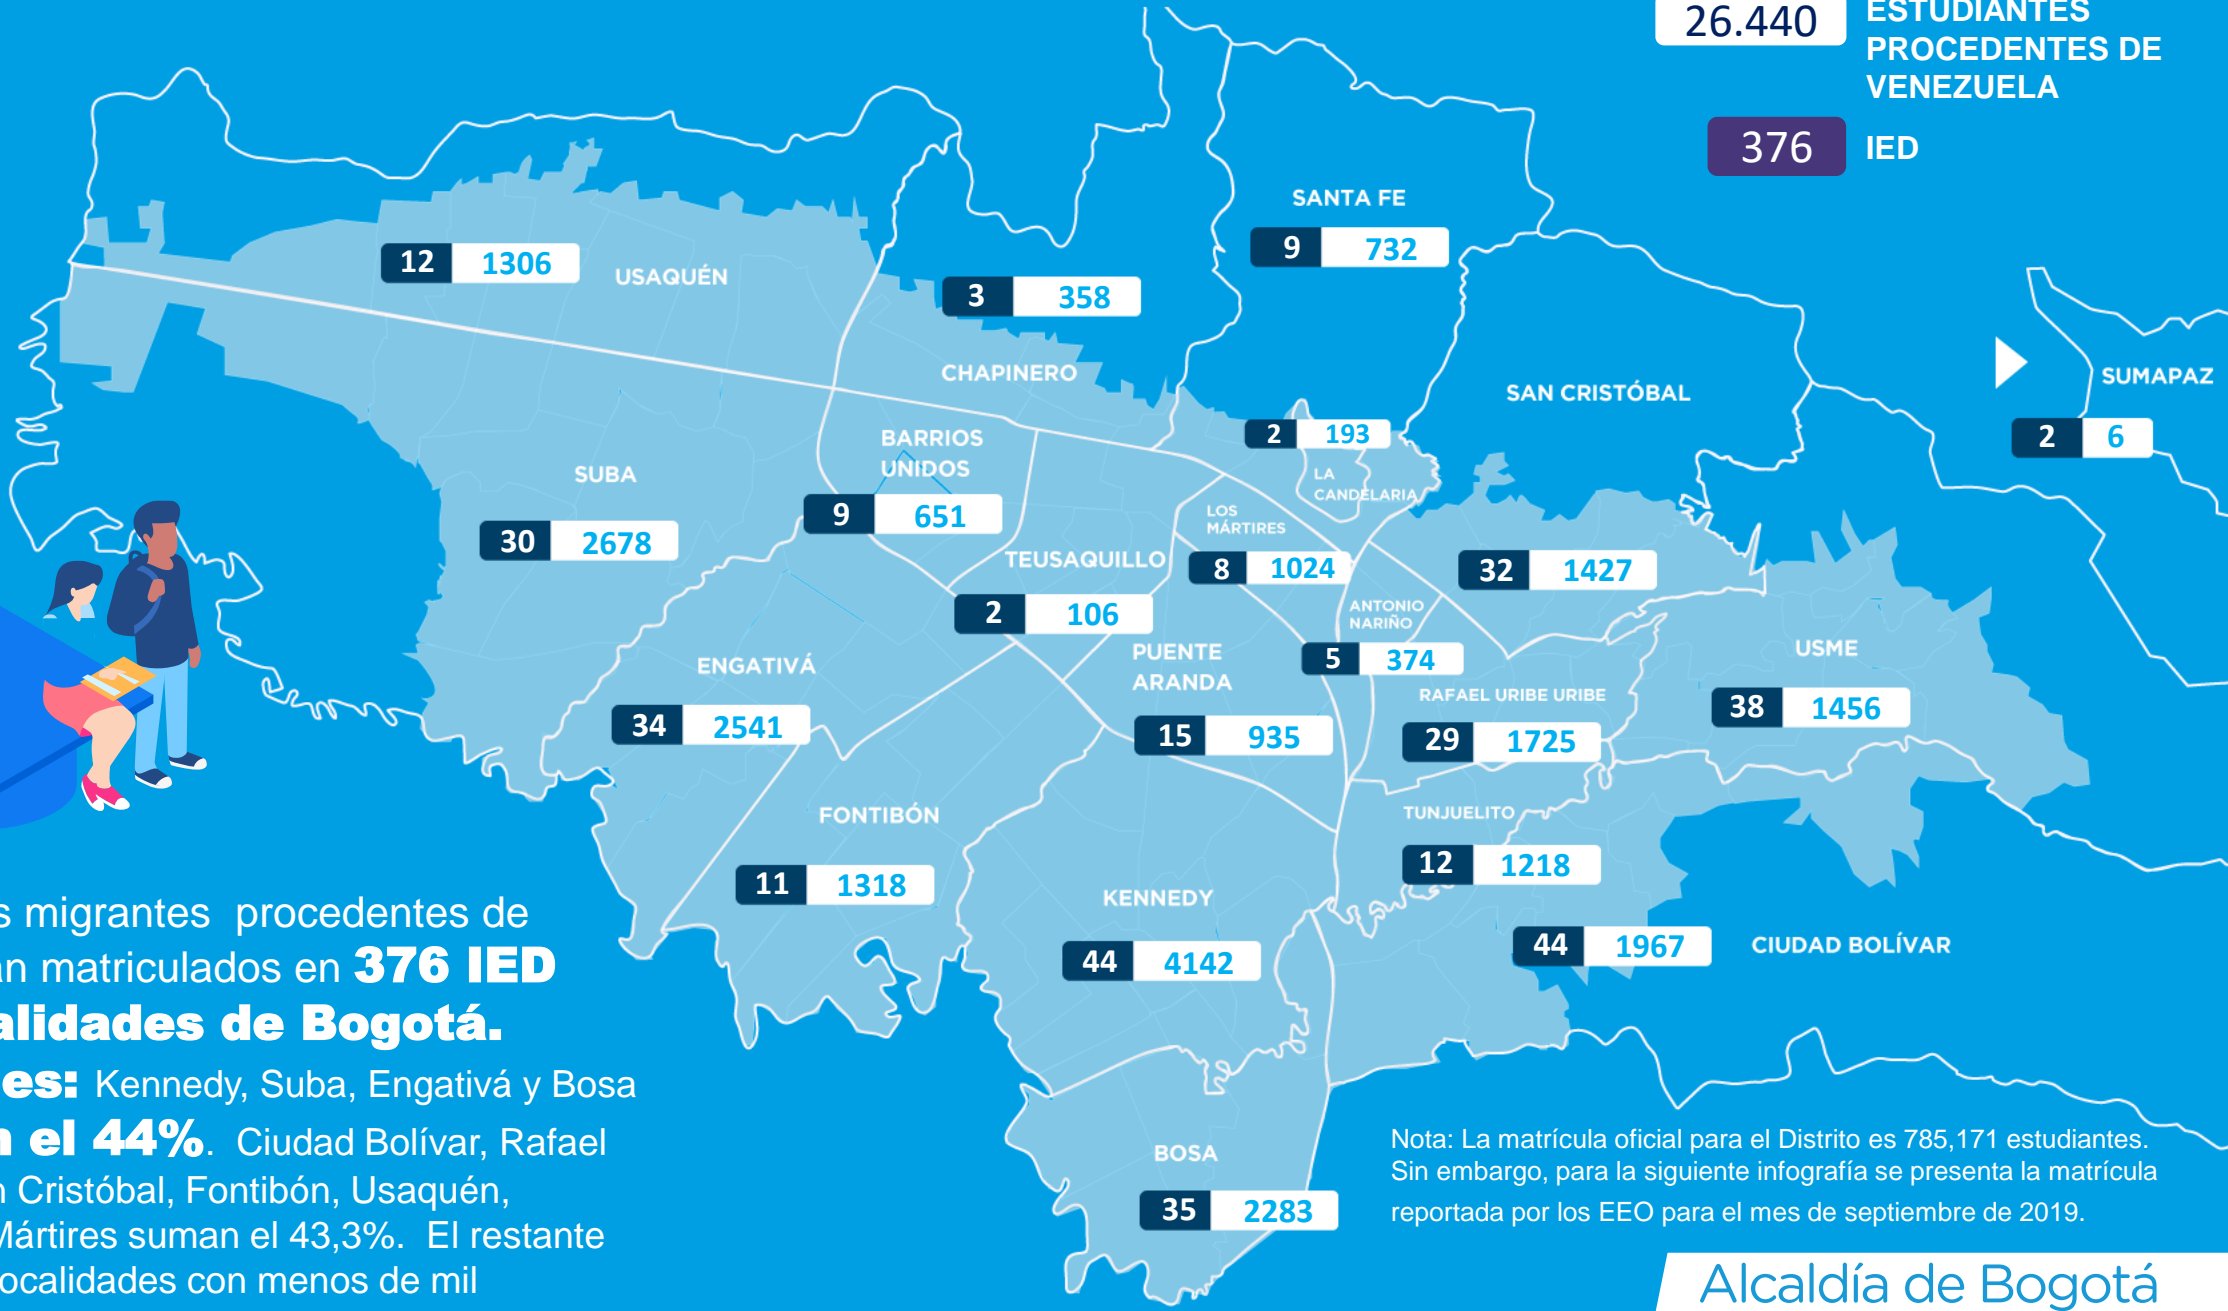 26.440
ESTUDIANTES
PROCEDENTES DE
VENEZUELA
376
IED
SANTA FE
9 732
12 1306
USAQUÉN
3 358
CHAPINERO
SAN CRISTÓBAL
SUMAPAZ
2 6
2 193
LA
CANDELARIA
BARRIOS
UNIDOS
9 651
SUBA
30 2678
LOS
MÁRTIRES
8 1024
TEUSAQUILLO
2 106
32 1427
ANTONIO
NARIÑO
5 374
PUENTE
ARANDA
15 935
ENGATIVÁ
34 2541
RAFAEL URIBE URIBE
29 1725
USME
38 1456
FONTIBÓN
11 1318
TUNJUELITO
12 1218
KENNEDY
44 4142
44 1967
CIUDAD BOLÍVAR
BOSA
35 2283
migrantes procedentes de
matriculados en 376 IED
de Bogotá.
Kennedy, Suba, Engativá y Bosa
el 44%. Ciudad Bolívar, Rafael
Cristóbal, Fontibón, Usaquén,
Mártires suman el 43,3%. El restante
localidades con menos de mil
Nota: La matrícula oficial para el Distrito es 785,171 estudiantes.
Sin embargo, para la siguiente infografía se presenta la matrícula
reportada por los EEO para el mes de septiembre de 2019.
Alcaldía de Bogotá